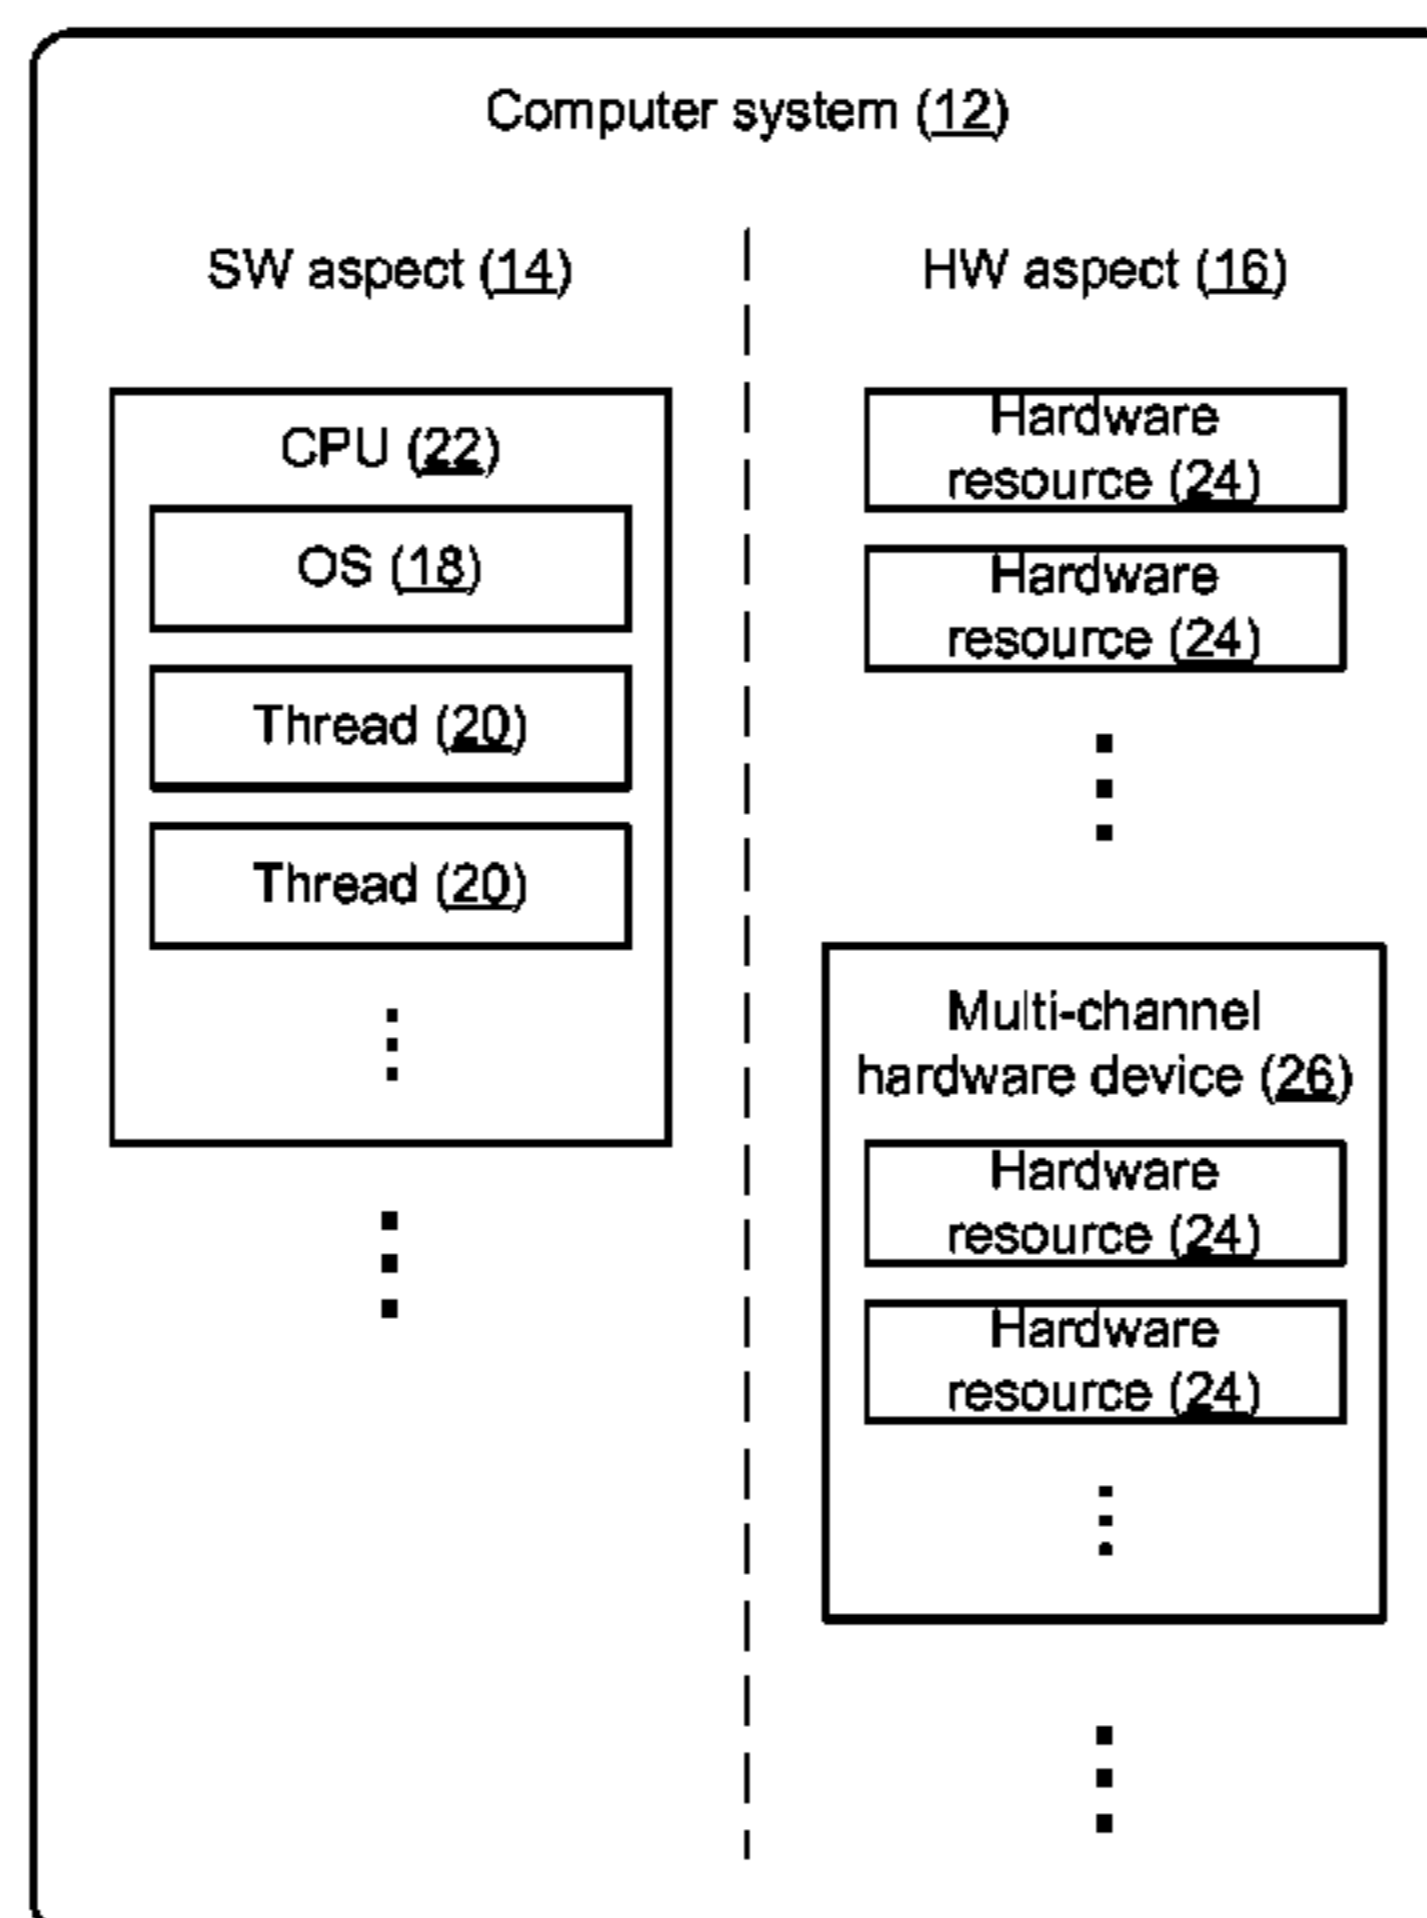 Computer system (12)
SW aspect (14)
CPU (22)
OS (18)
Thread (20)
Thread (20)
HW aspect (16)
Hardware
resource (24)
Hardware
resource (24)
Multi-channel
hardware device (26)
Hardware
resource (24)
Hardware
resource (24)